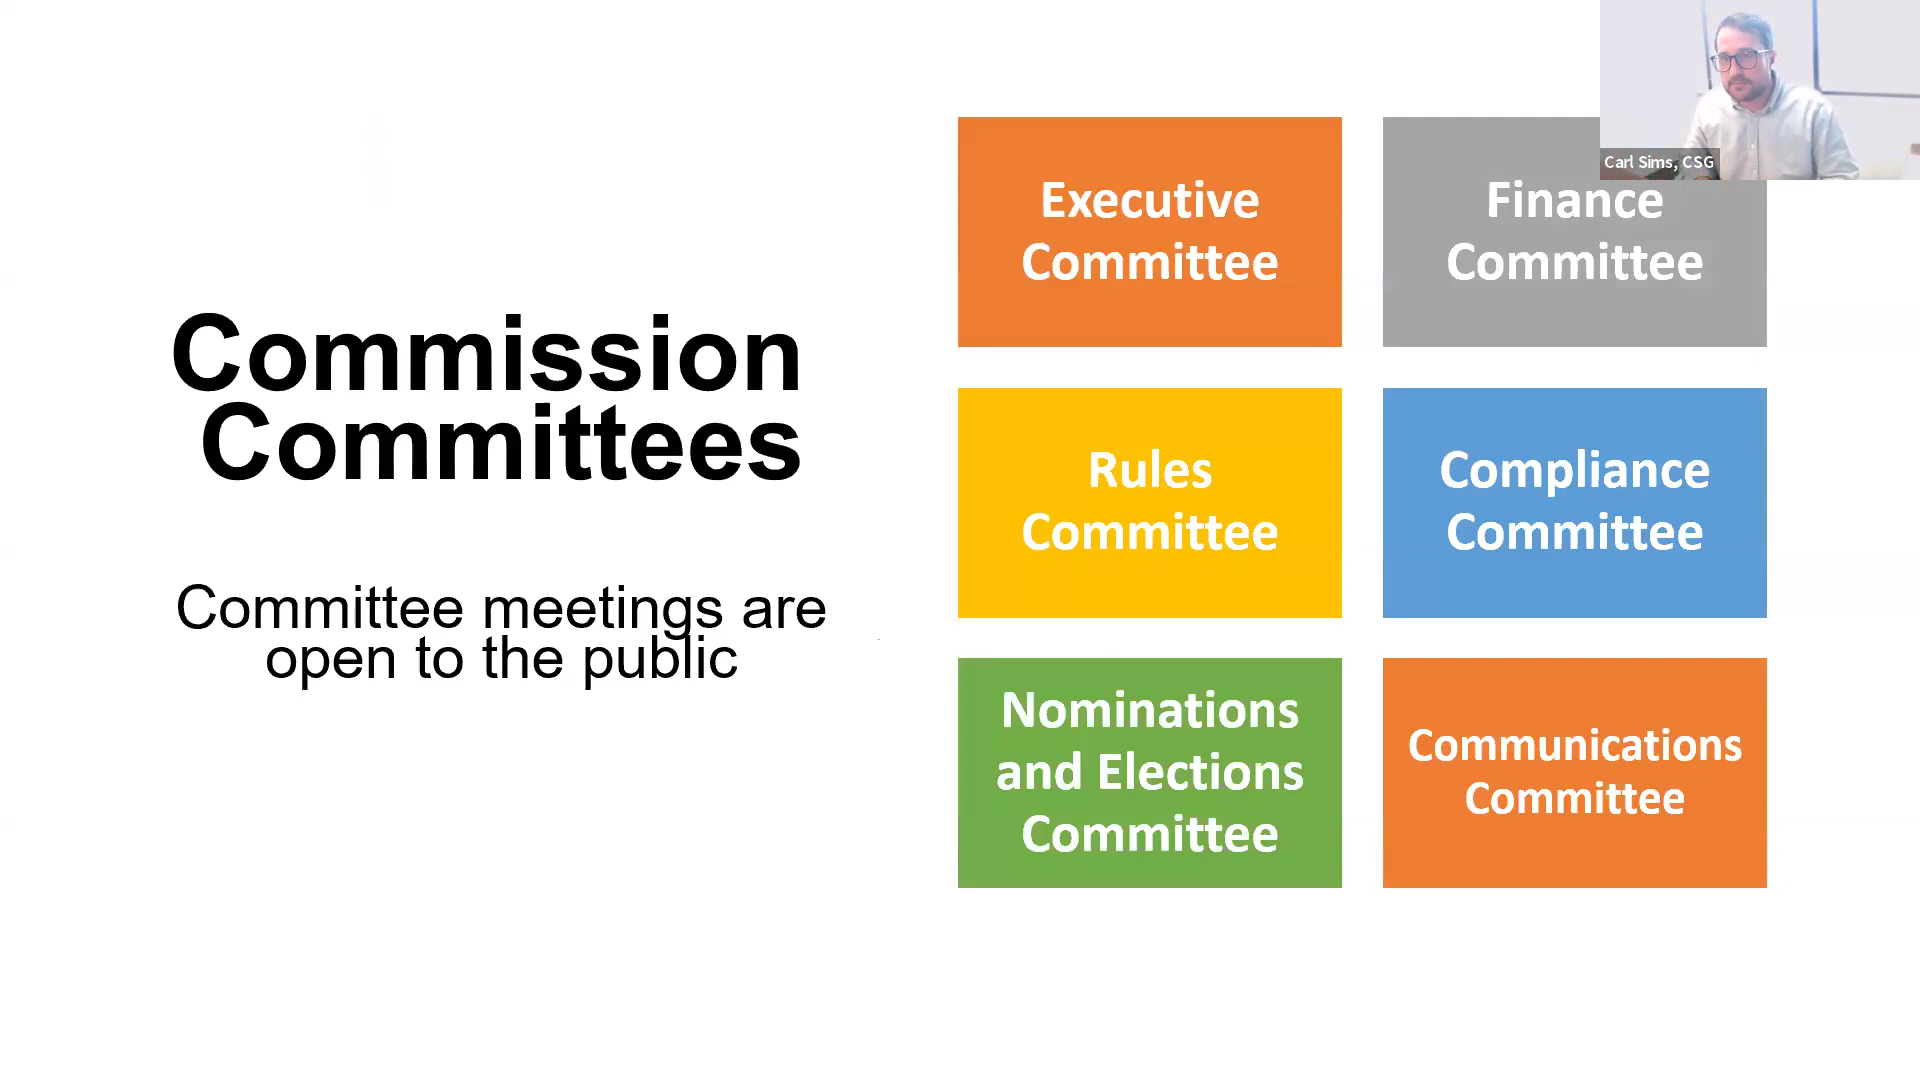 Commission
Committees
Committee meetings are
open to the public
Executive
Committee
Finance
Committee
Rules
Committee
Compliance
Committee
Nominations
and Elections
Committee
Communications
Committee
Carl Sims, CSG